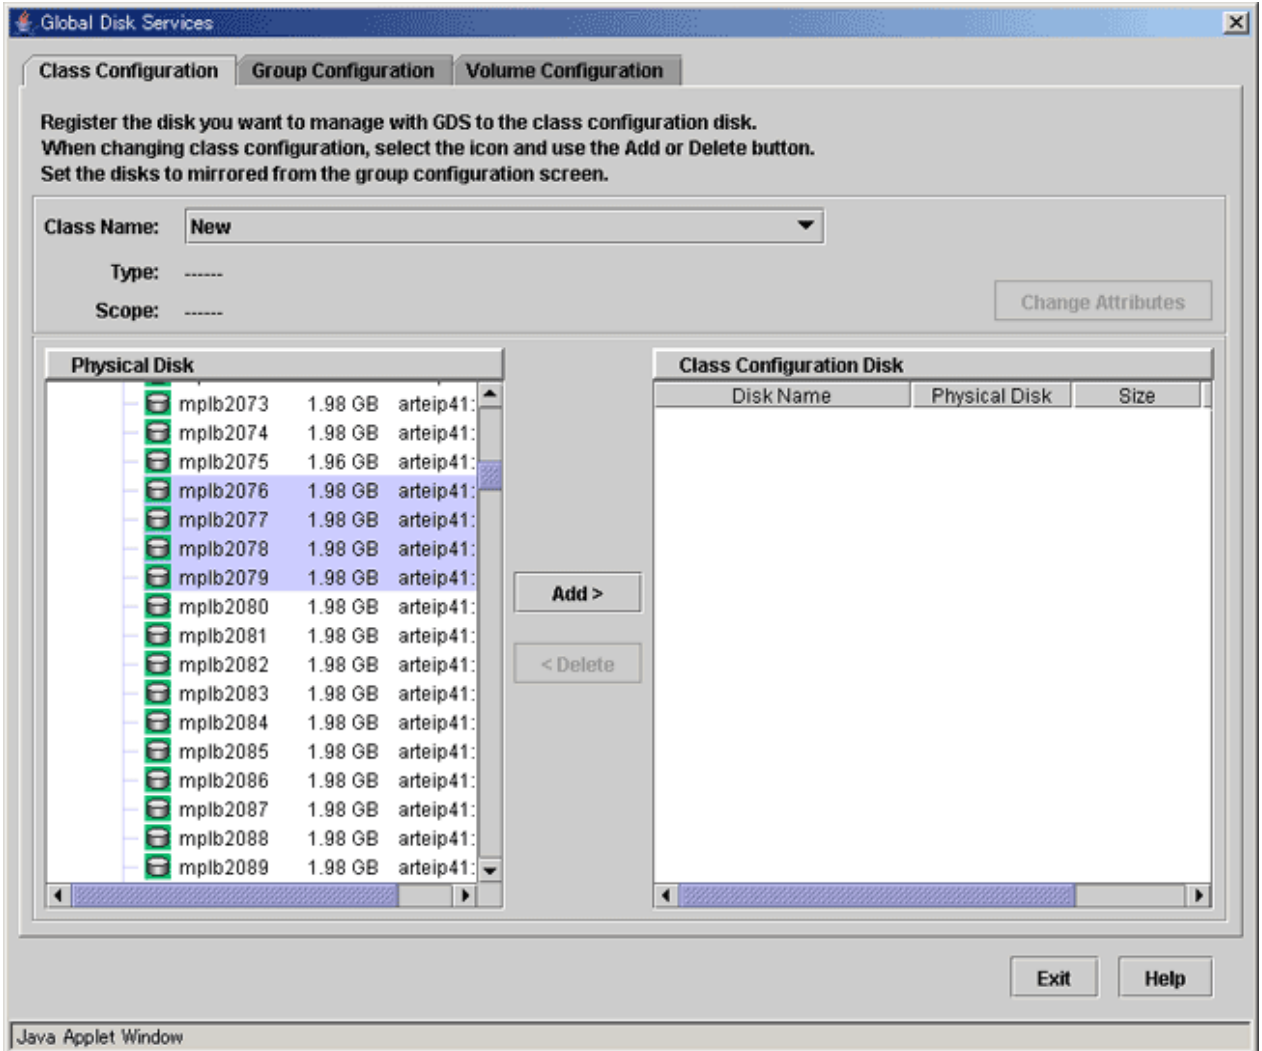 Global Disk Services
Class Configuration Group Configuration Volume Configuration
Register the disk you want to manage with GDS to the class configuration disk.
When changing class configuration, select the icon and use the Add or Delete button.
Set the disks to mirrored from the group configuration screen.
Class Name: New
Type: ------
Scope: ------
Change Attributes
Physical Disk
mplb2073 1.98 GB arteip41:
mplb2074 1.98 GB arteip41:
mplb2075 1.96 GB arteip41:
mplb2076 1.98 GB arteip41:
mplb2077 1.98 GB arteip41:
mplb2078 1.98 GB arteip41:
mplb2079 1.98 GB arteip41:
mplb2080 1.98 GB arteip41:
mplb2081 1.98 GB arteip41:
mplb2082 1.98 GB arteip41:
mplb2083 1.98 GB arteip41:
mplb2084 1.98 GB arteip41:
mplb2085 1.98 GB arteip41:
mplb2086 1.98 GB arteip41:
mplb2087 1.98 GB arteip41:
mplb2088 1.98 GB arteip41:
mplb2089 1.98 GB arteip41:
Add >
< Delete
Class Configuration Disk
Disk Name Physical Disk Size
Exit Help
Java Applet Window